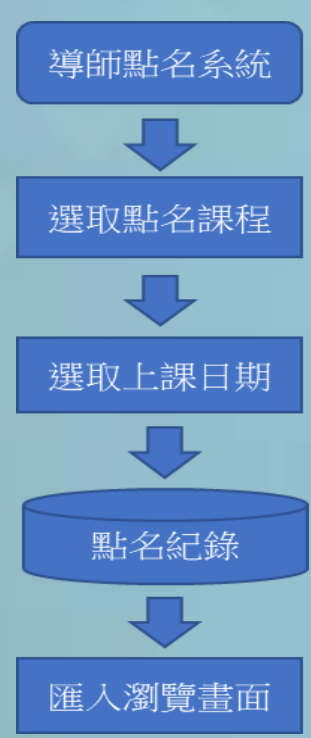 導師點名系統
選取點名課程
選取上課日期
點名紀錄
匯入瀏覽畫面